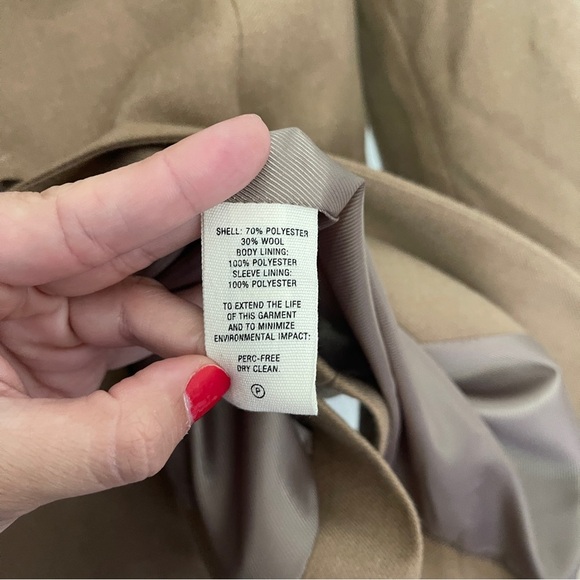 SHELL: 70% POLYESTER
30% WOOL
BODY LINING:
100% POLYESTER
SLEEVE LINING:
100% POLYESTER
TO EXTEND THE LIFE
OF THIS GARMENT
AND TO MINIMIZE
ENVIRONMENTAL IMPACT:
PERC-FREE
DRY CLEAN.
P